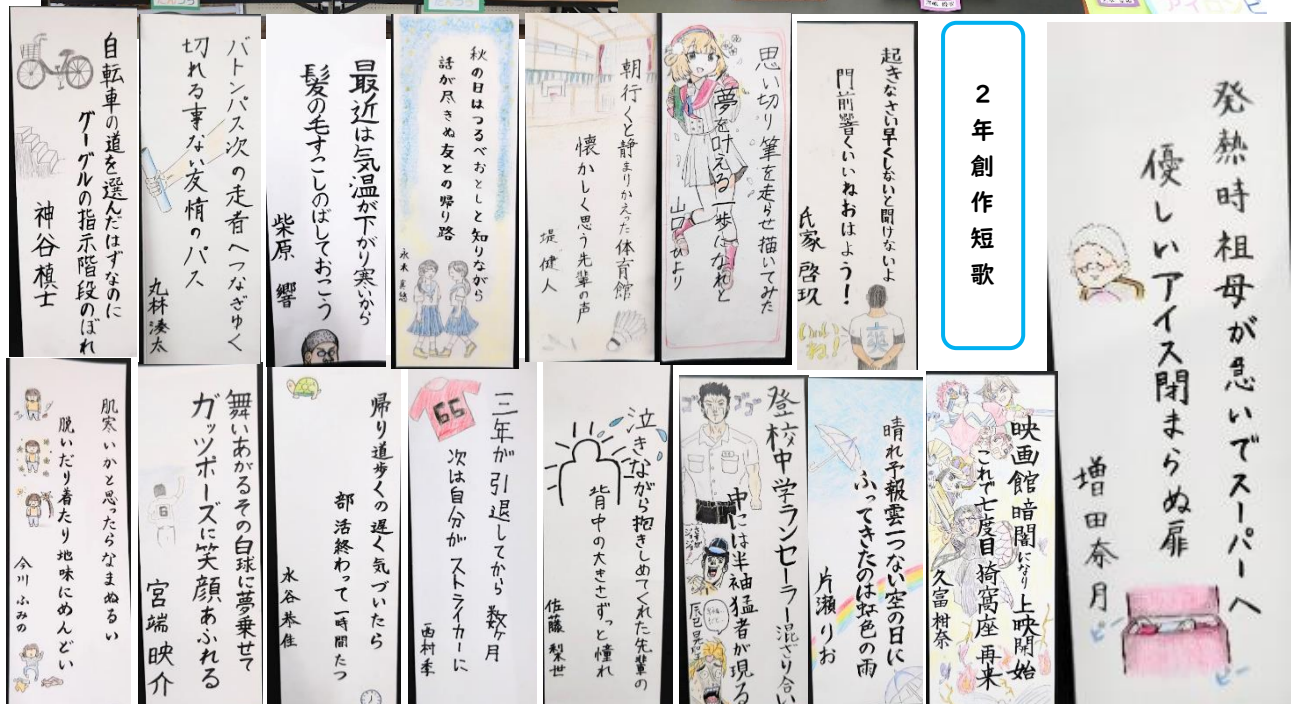 2年創作短歌
発熱時祖母が急いでスーパーへ
優しいアイス閉まらぬ扉
増田奈月
ピー
ピー
起きなさい早くしないと開けないよ
門前響くいいねおはよう!
氏家 啓玖
いいね!
思い切り筆を走らせ描いてみた
夢を叶える一歩になれと
山口ひより
朝行くと静まりかえった体育館
懐かしく思う先輩の声
堤 健人
秋の日はつるべおとしと知りながら
話が尽きぬ友との帰り路
最近は気温が下がり寒いから
髪の毛すこしのばしておこう
柴原 響
バトンパス次の走者へつなぎゆく
切れる事ない友情のパス
丸林湊太
自転車の道を選んだはずなのに
グーグルの指示階段のぼれ
神谷槙士
映画館暗闇になり上映開始
これで七度目猗窩座再来
久富柑奈
晴れ予報雲一つない空の日に
ふってきたのは虹色の雨
片瀬りお
登校中学ランセーラー混ざり合い
中には半袖猛者が現る
ゴゴ
ゴゴ
泣きながら抱きしめてくれた先輩の
背中の大きさずっと憧れ
佐藤梨世
三年が引退してから数ヶ月
次は自分がストライカーに
西村季
66
帰り道歩くの遅く気づいたら
部活終わって一時間たつ
水谷恭佳
舞いあがるその白球に夢乗せて
ガッツポーズに笑顔あふれる
宮端映介
6
肌寒いかと思ったらなまぬるい
脱いだり着たり地味にめんどい
今川ふみの